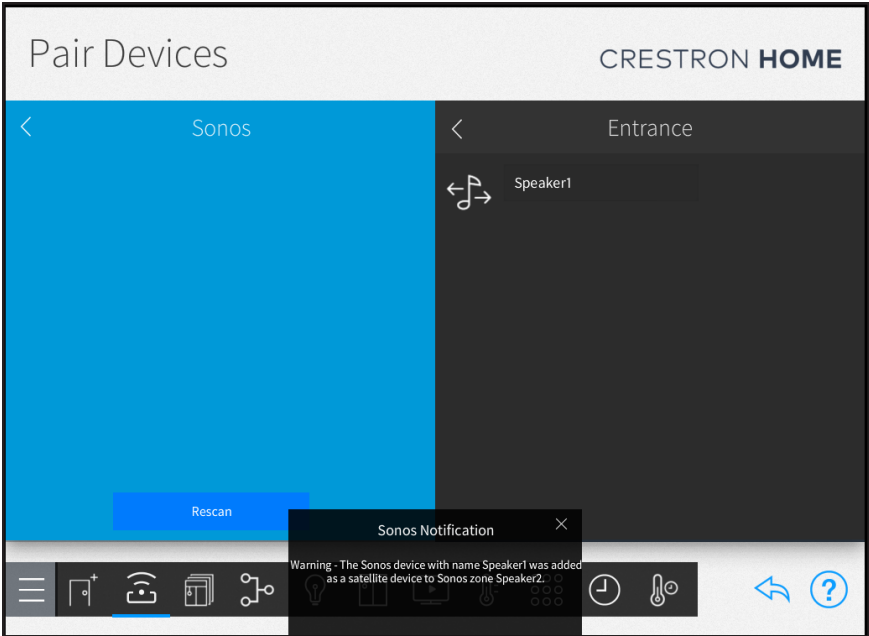 Pair Devices
CRESTRON HOME
Sonos
Entrance
Speaker1
Rescan
Sonos Notification
Warning - The Sonos device with name Speaker1 was added
as a satellite device to Sonos zone Speaker2.
?